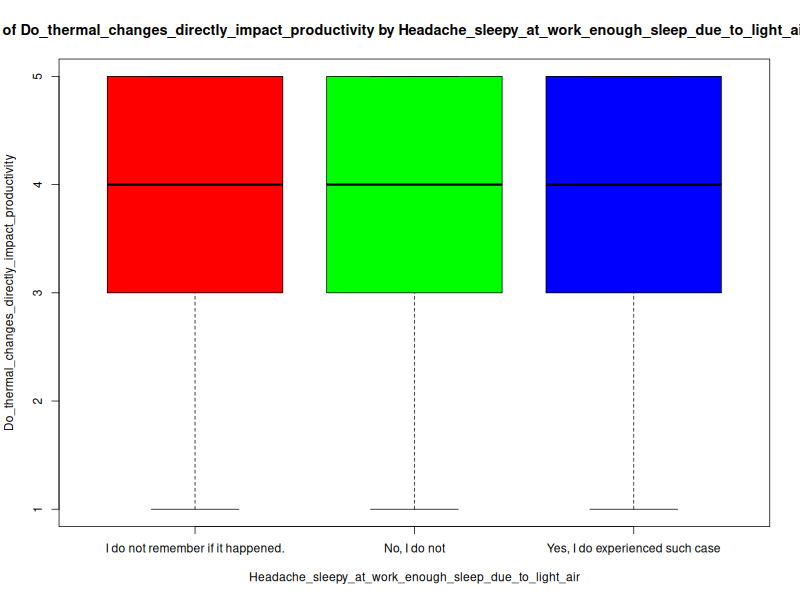 of Do_thermal_changes_directly_impact_productivity by Headache_sleepy_at_work_enough_sleep_due_to_light_ai
Do_thermal_changes_directly_impact_productivity
5
4
3
2
1
I do not remember if it happened.
No, I do not
Yes, I do experienced such case
Headache_sleepy_at_work_enough_sleep_due_to_light_air